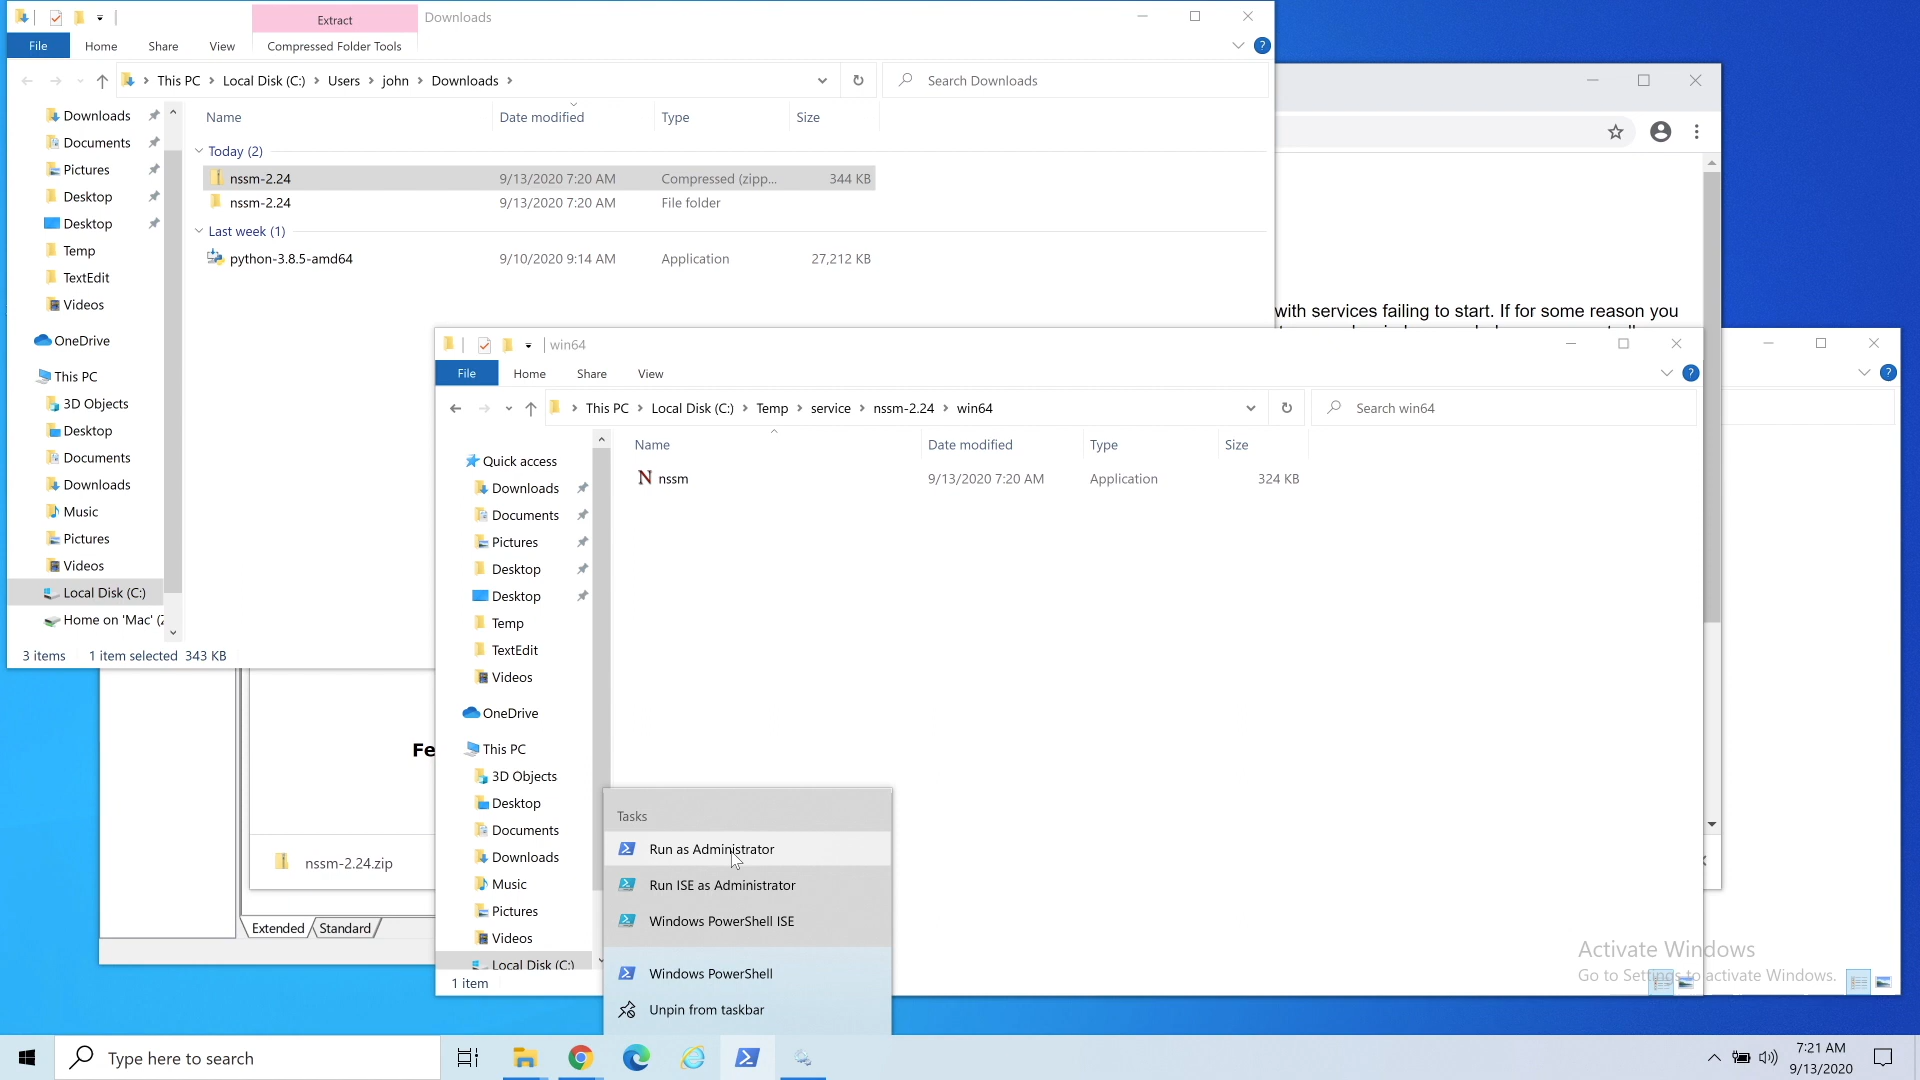 Extract
Downloads
File
Home
Share
View
Compressed Folder Tools
This PC
Local Disk (C:)
Users
john
Downloads
Search Downloads
Downloads
Documents
Pictures
Desktop
Desktop
Temp
TextEdit
Videos
OneDrive
This PC
3D Objects
Desktop
Documents
Downloads
Music
Pictures
Videos
Local Disk (C:)
Home on 'Mac' (Z
Name
Date modified
Type
Size
Today (2)
nssm-2.24 9/13/2020 7:20 AM Compressed (zipp... 344 KB
nssm-2.24 9/13/2020 7:20 AM File folder
Last week (1)
python-3.8.5-amd64 9/10/2020 9:14 AM Application 27,212 KB
3 items 1 item selected 343 KB
with services failing to start. If for some reason you
win64
File
Home
Share
View
This PC
Local Disk (C:)
Temp
service
nssm-2.24
win64
Search win64
Quick access
Downloads
Documents
Pictures
Desktop
Desktop
Temp
TextEdit
Videos
OneDrive
This PC
3D Objects
Desktop
Documents
Downloads
Music
Pictures
Videos
Local Disk (C:)
Name
Date modified
Type
Size
nssm 9/13/2020 7:20 AM Application 324 KB
1 item
Fe
nssm-2.24.zip
Extended
Standard
Tasks
Run as Administrator
Run ISE as Administrator
Windows PowerShell ISE
Windows PowerShell
Unpin from taskbar
Activate Windows
Go to Settings to activate Windows.
Type here to search
7:21 AM
9/13/2020